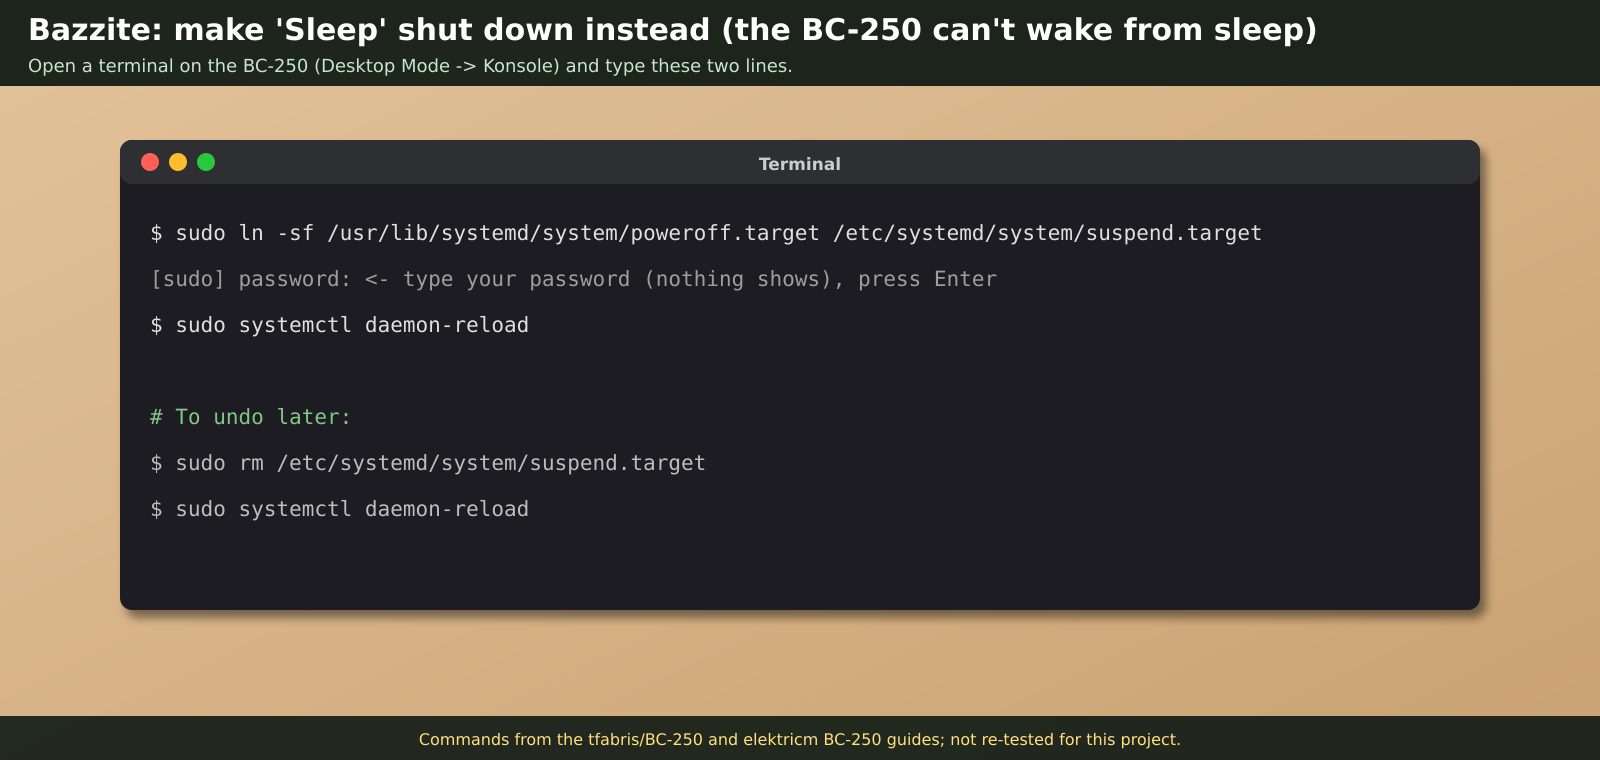 Bazzite: make 'Sleep' shut down instead (the BC-250 can't wake from sleep)
Open a terminal on the BC-250 (Desktop Mode -> Konsole) and type these two lines.
Terminal
$ sudo ln -sf /usr/lib/systemd/system/poweroff.target /etc/systemd/system/suspend.target
[sudo] password: <- type your password (nothing shows), press Enter
$ sudo systemctl daemon-reload
# To undo later:
$ sudo rm /etc/systemd/system/suspend.target
$ sudo systemctl daemon-reload
Commands from the tfabris/BC-250 and elektricm BC-250 guides; not re-tested for this project.